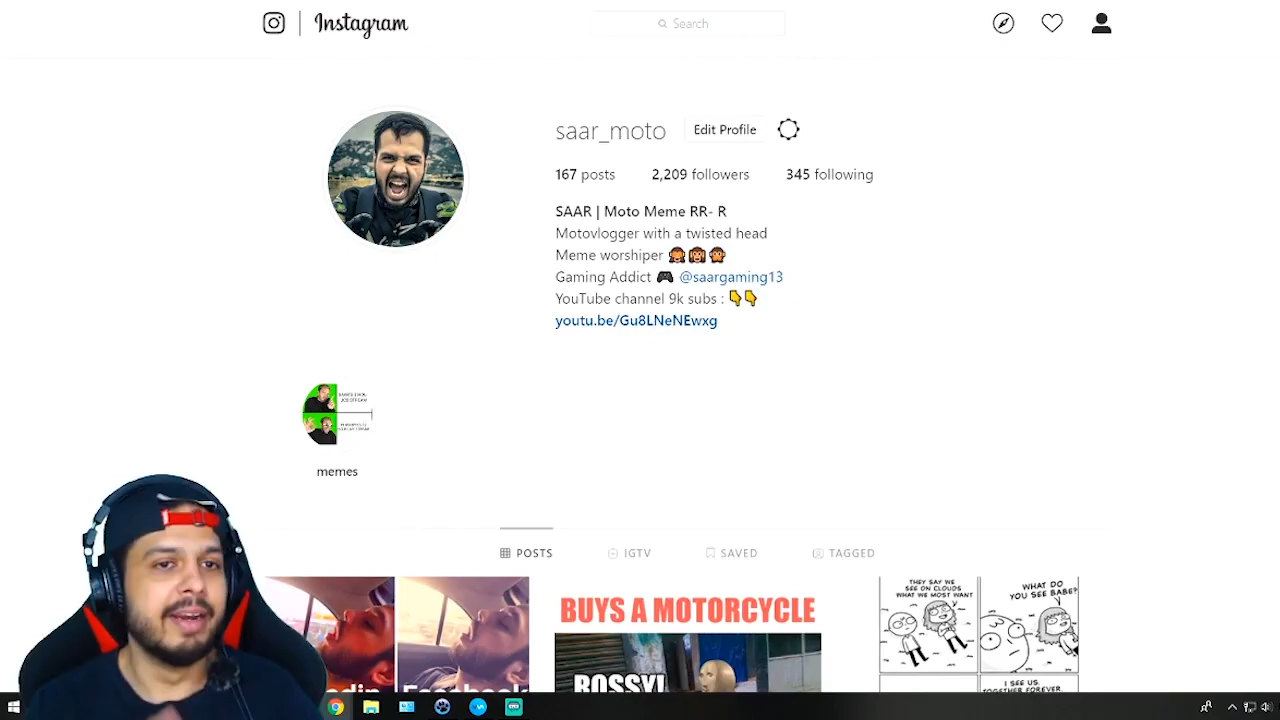 Instagram
Search
saar_moto
Edit Profile
167 posts 2,209 followers 345 following
SAAR | Moto Meme RR- R
Motovlogger with a twisted head
Meme worshiper 🙈🙉🙊
Gaming Addict 🎮 @saargaming13
YouTube channel 9k subs : 👇👇
youtu.be/Gu8LNeNEwxg
memes
POSTS IGTV SAVED TAGGED
BUYS A MOTORCYCLE
BOSSY!
THEY SAY WE
SEE ON CLOUDS
WHAT WE MOST WANT
WHAT DO
YOU SEE BABE?
I SEE US.
TOGETHER FOREVER.